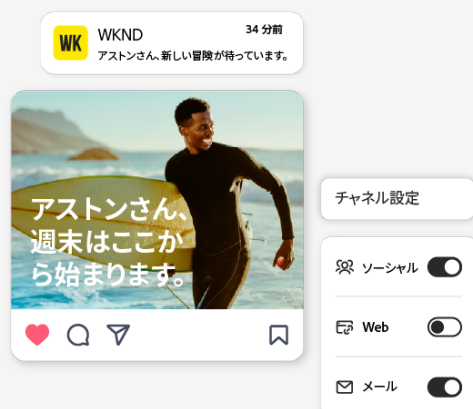 WK
WKND
34 分前
アストンさん、新しい冒険が待っています。
アストンさん、
週末はここか
ら始まります。
チャネル設定
ソーシャル
Web
メール